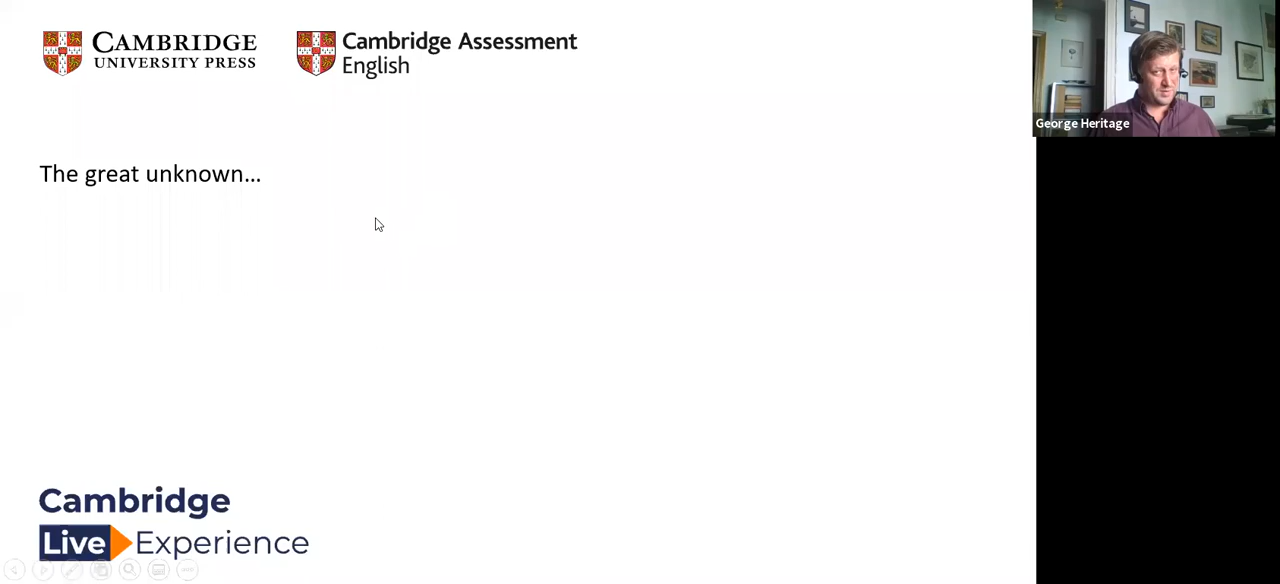 CAMBRIDGE
UNIVERSITY PRESS
Cambridge Assessment
English
George Heritage
The great unknown...
Cambridge
Live Experience